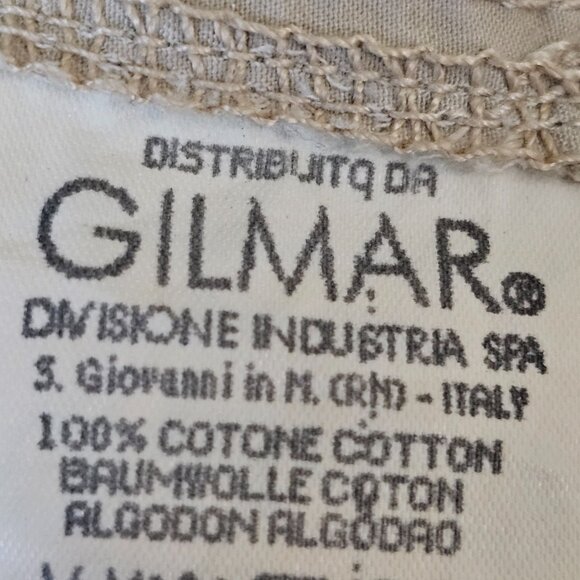 DISTRIBUITO DA
GILMAR®
DIVISIONE INDUSTRIA SPA
S. Giovanni in M. (RN) - ITALY
100% COTONE COTTON
BAUMWOLLE COTON
ALGODON ALGODAO